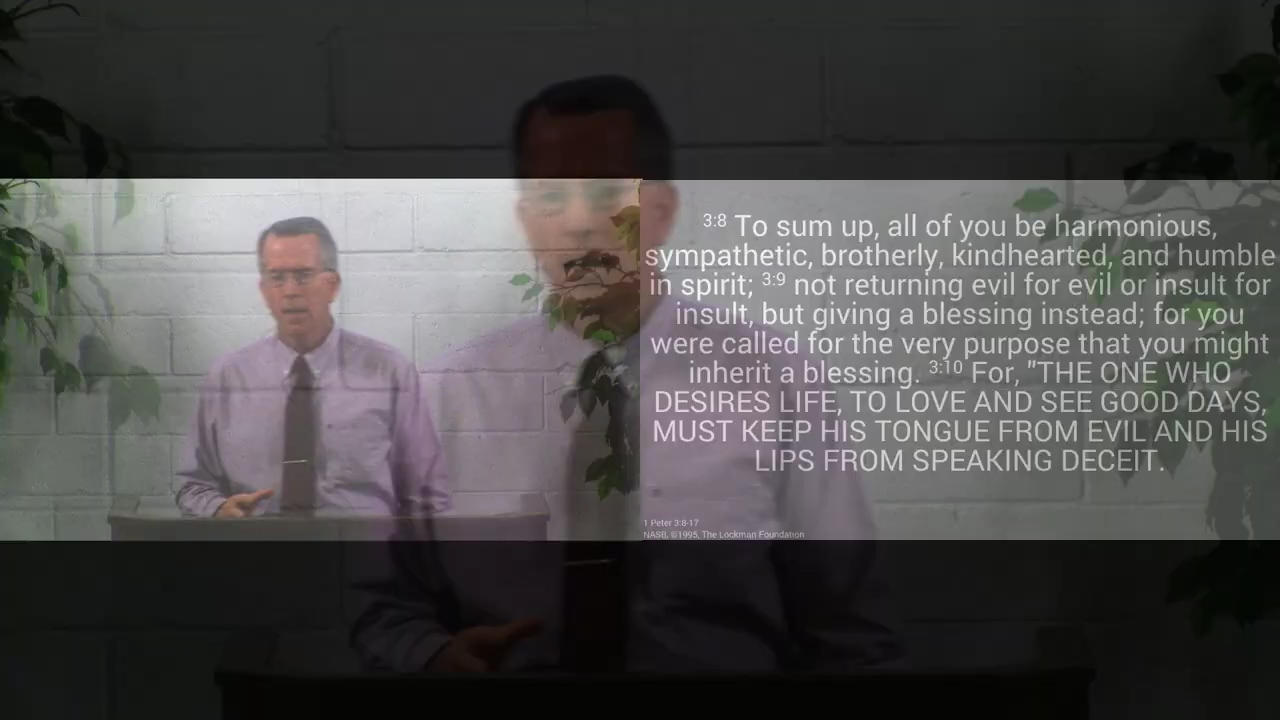 3:8 To sum up, all of you be harmonious,
sympathetic, brotherly, kindhearted, and humble
in spirit; 3:9 not returning evil for evil or insult for
insult, but giving a blessing instead; for you
were called for the very purpose that you might
inherit a blessing. 3:10 For, "THE ONE WHO
DESIRES LIFE, TO LOVE AND SEE GOOD DAYS,
MUST KEEP HIS TONGUE FROM EVIL AND HIS
LIPS FROM SPEAKING DECEIT.
1 Peter 3:8-17
NASB, ©1995, The Lockman Foundation